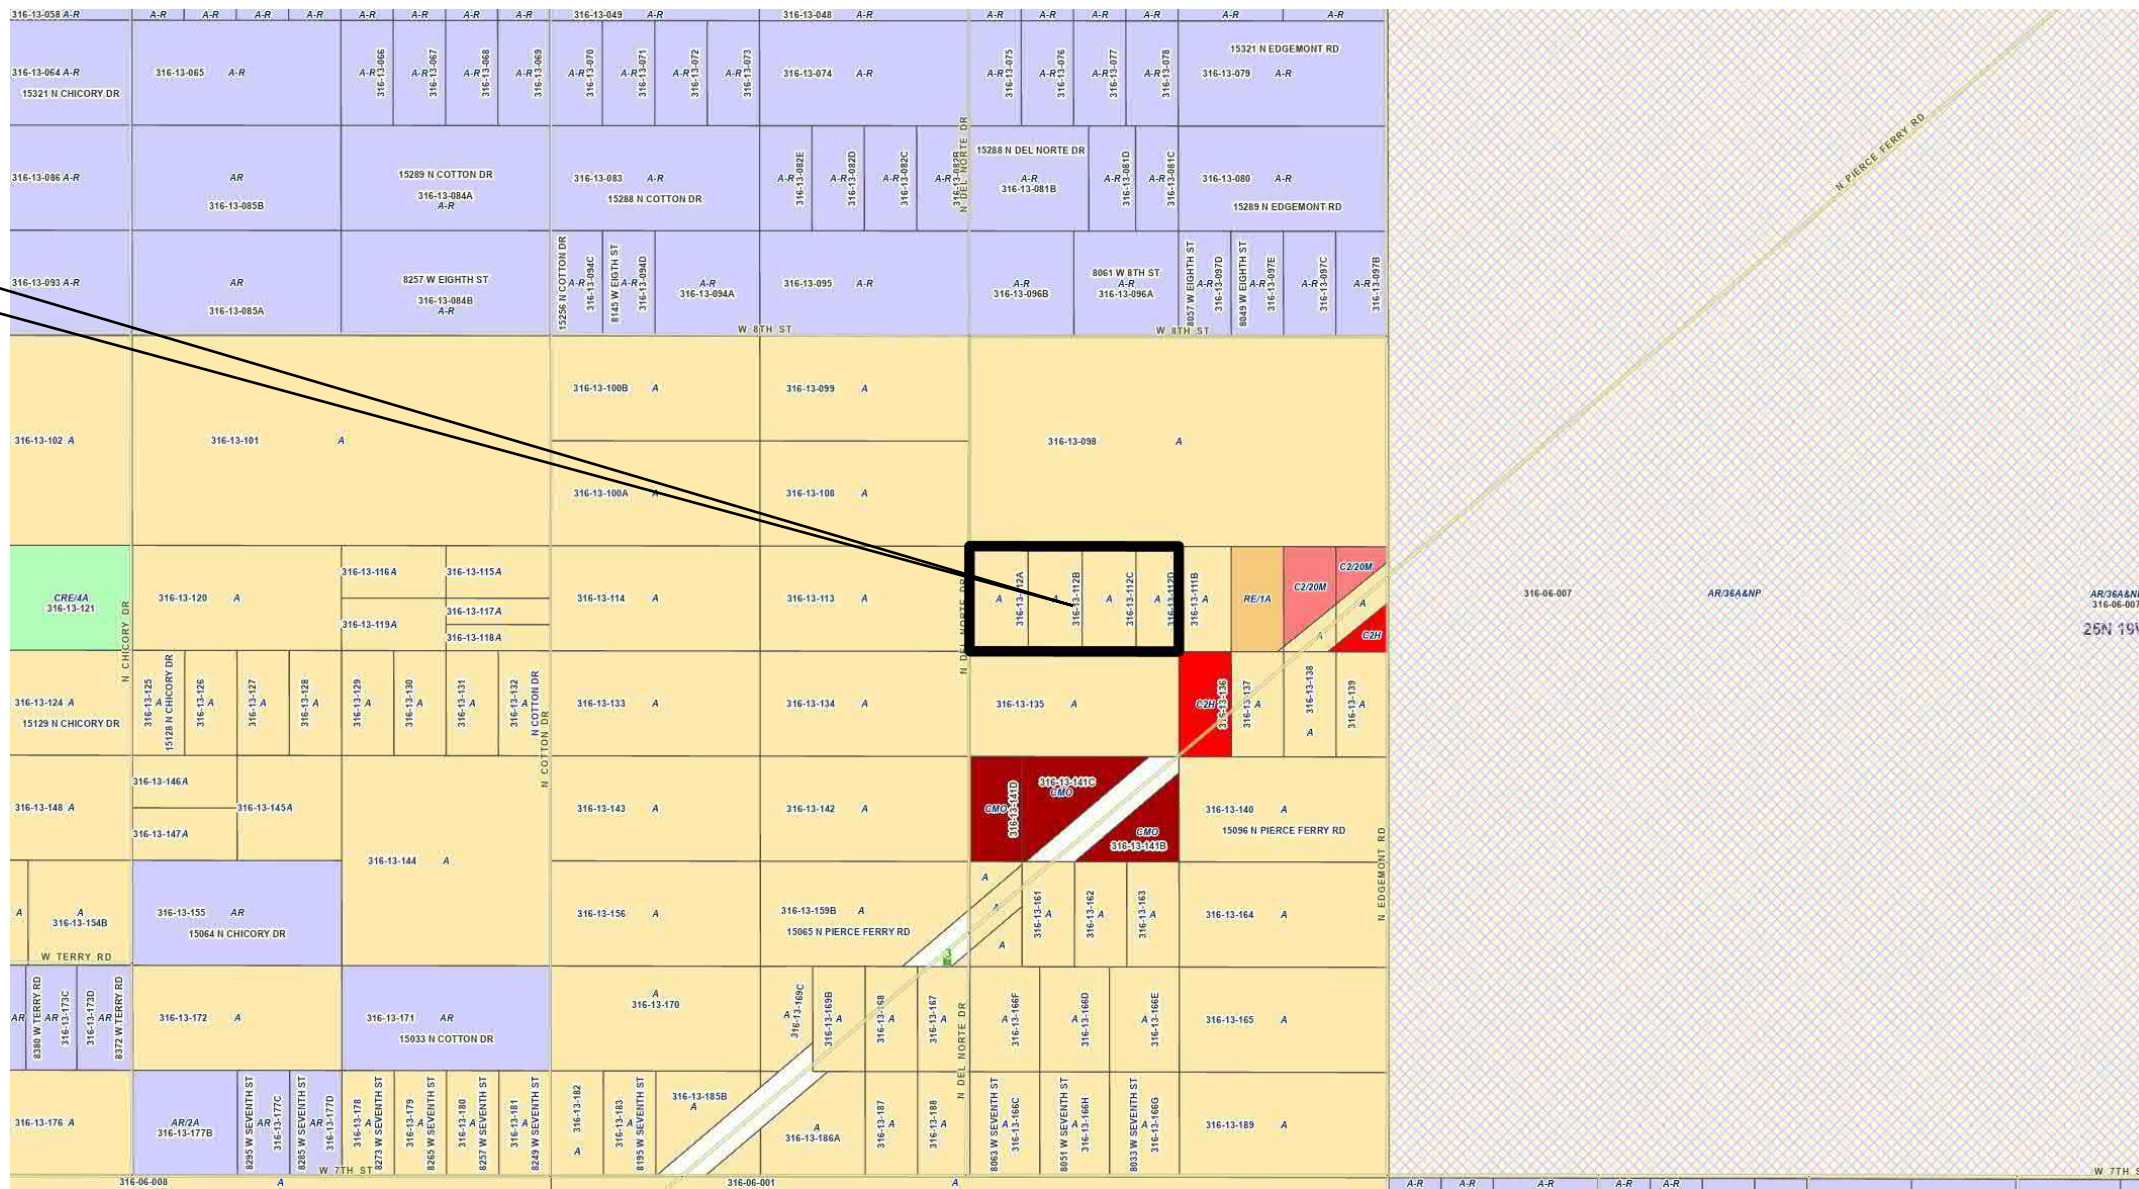 316-13-058 A-R
A-R
A-R
A-R
A-R
A-R
316-13-049 A-R
316-13-048 A-R
A-R
A-R
A-R
A-R
A-R
A-R
316-13-064 A-R
15321 N CHICORY DR
316-13-065 A-R
A-R
316-13-066
A-R
316-13-067
A-R
316-13-068
A-R
316-13-069
A-R
316-13-070
A-R
316-13-071
A-R
316-13-072
A-R
316-13-073
316-13-074 A-R
A-R
316-13-075
A-R
316-13-076
A-R
316-13-077
A-R
316-13-078
15321 N EDGEMONT RD
316-13-079 A-R
N PIERCE FERRY RD
316-13-086 A-R
AR
316-13-085B
15289 N COTTON DR
316-13-084A
A-R
316-13-083 A-R
15288 N COTTON DR
A-R
316-13-082E
A-R
316-13-082D
A-R
316-13-082C
A-R
316-13-082B
N DEL NORTE DR
15288 N DEL NORTE DR
A-R
316-13-081B
A-R
316-13-081D
A-R
316-13-081C
316-13-080 A-R
15289 N EDGEMONT RD
316-13-093 A-R
AR
316-13-085A
8257 W EIGHTH ST
316-13-084B
A-R
15256 N COTTON DR
A-R
316-13-094C
8145 W EIGTH ST
A-R
316-13-094D
A-R
316-13-094A
316-13-095 A-R
A-R
316-13-096B
8061 W 8TH ST
A-R
316-13-096A
8057 W EIGHTH ST
A-R
316-13-097D
8049 W EIGHTH ST
A-R
316-13-097E
A-R
316-13-097C
A-R
316-13-097B
W 8TH ST
W 8TH ST
316-13-100B A
316-13-099 A
316-13-102 A
316-13-101 A
316-13-098 A
316-13-100A A
316-13-108 A
CRE/4A
316-13-121
N CHICORY DR
316-13-120 A
316-13-116A
316-13-115A
316-13-117A
316-13-119A
316-13-118A
316-13-114 A
316-13-113 A
N DEL NORTE DR
A
316-13-112A
A
316-13-112B
A
316-13-112C
A
316-13-112D
316-13-111B
A
RE/1A
C2/20M
C2/20M
A
A
C2H
316-06-007
AR/36A&NP
316-06-007
316-13-124 A
15129 N CHICORY DR
316-13-125
A
15128 N CHICORY DR
316-13-126
A
316-13-127
A
316-13-128
A
316-13-129
A
316-13-130
A
316-13-131
A
316-13-132
A
N COTTON DR
N COTTON DR
316-13-133 A
316-13-134 A
316-13-135 A
C2H
316-13-136
316-13-137
A
316-13-138
A
316-13-139
A
316-13-148 A
316-13-146A
316-13-147A
316-13-145A
316-13-144 A
316-13-143 A
316-13-142 A
CMO
316-13-141D
316-13-141C
CMO
CMO
316-13-141B
316-13-140 A
15096 N PIERCE FERRY RD
N EDGEMONT RD
A
A
316-13-154B
W TERRY RD
316-13-155 AR
15064 N CHICORY DR
316-13-156 A
316-13-159B A
15065 N PIERCE FERRY RD
A
A
A
316-13-161
A
316-13-162
A
316-13-163
A
316-13-164 A
AR
8380 W TERRY RD
AR
316-13-173C
316-13-173D
AR
8372 W TERRY RD
316-13-172 A
316-13-171 AR
15033 N COTTON DR
A
316-13-170
A
316-13-169C
316-13-169B
A
316-13-168
A
316-13-167
A
N DEL NORTE DR
A
316-13-166F
A
316-13-166D
A
316-13-166E
316-13-165 A
316-13-176 A
AR/2A
316-13-177B
8295 W SEVENTH ST
AR
316-13-177C
8285 W SEVENTH ST
AR
316-13-177D
316-13-178
A
8273 W SEVENTH ST
316-13-179
A
8265 W SEVENTH ST
316-13-180
A
8257 W SEVENTH ST
316-13-181
A
8249 W SEVENTH ST
316-13-182
A
316-13-183
A
8195 W SEVENTH ST
316-13-185B
A
A
316-13-186A
316-13-187
A
316-13-188
A
8063 W SEVENTH ST
A
316-13-166C
8051 W SEVENTH ST
A
316-13-166H
8033 W SEVENTH ST
A
316-13-166G
316-13-189 A
W 7TH ST
W 7TH
316-06-008 A
316-06-001 A
A-R
A-R
A-R
A-R
A-R